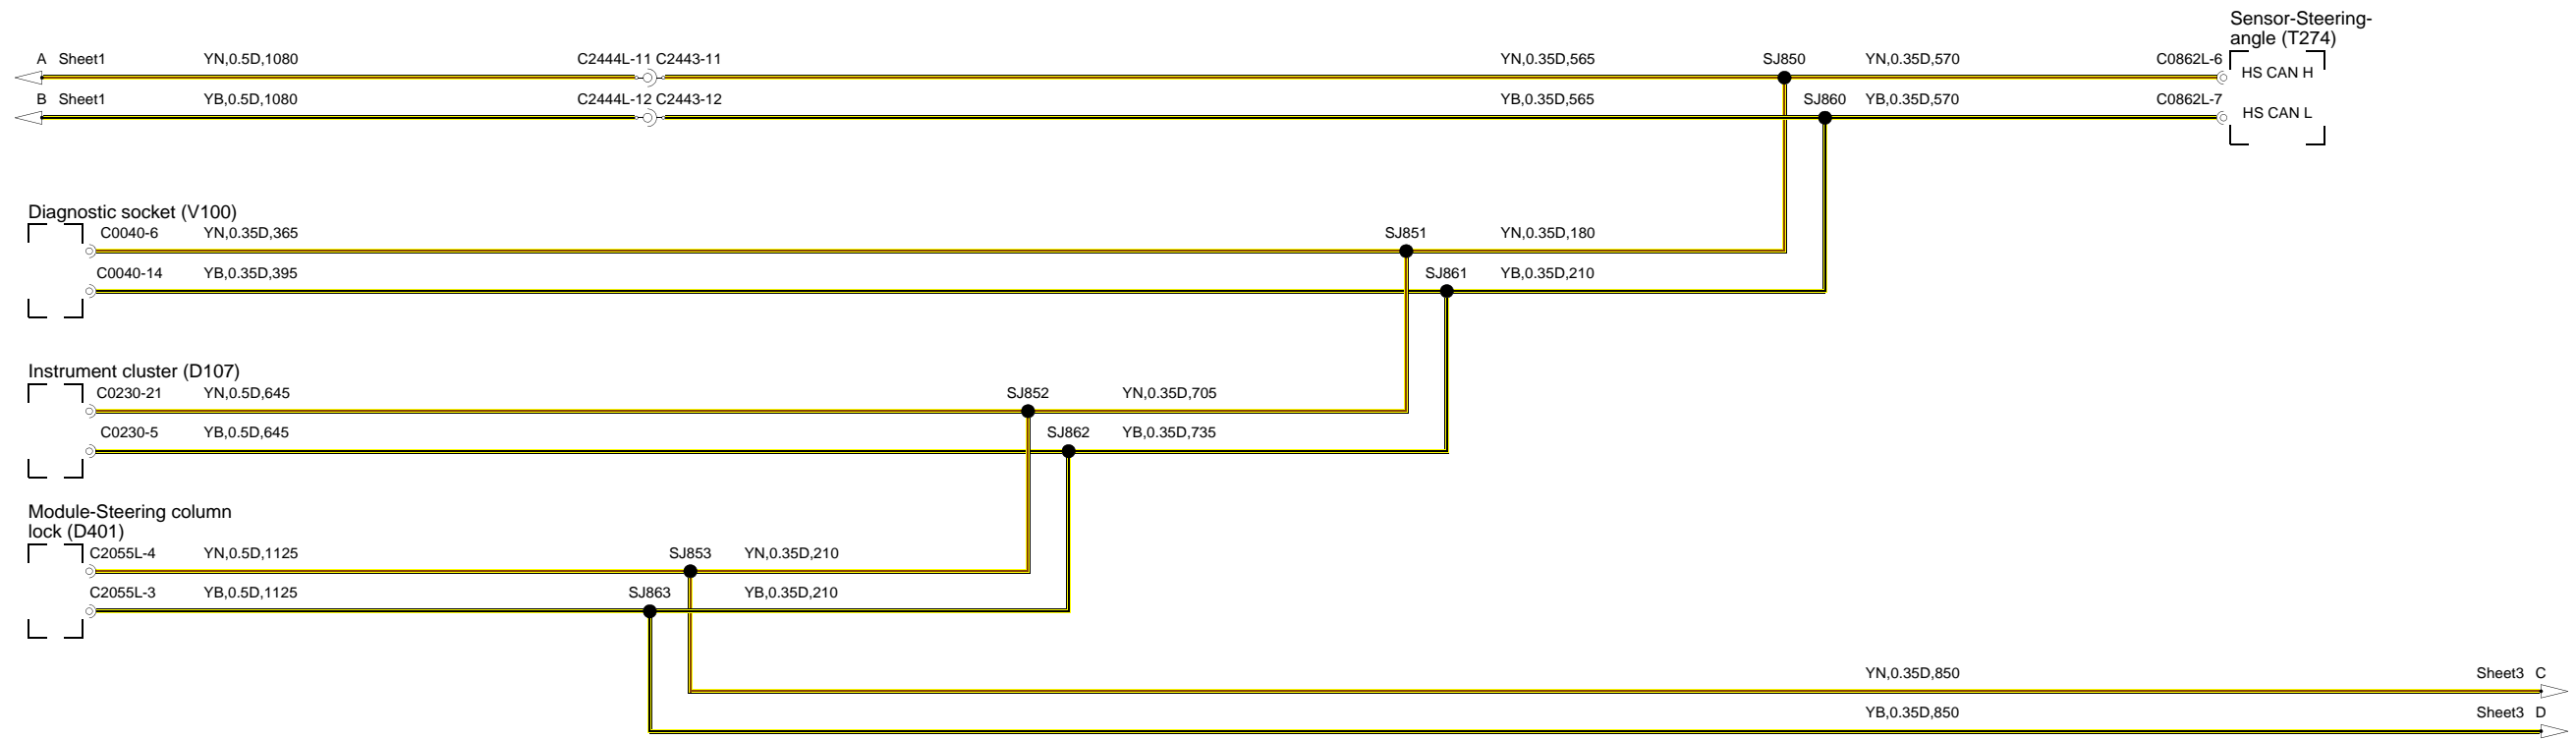 Sensor-Steering-
angle (T274)
A Sheet1 YN,0.5D,1080 C2444L-11 C2443-11 YN,0.35D,565 SJ850 YN,0.35D,570 C0862L-6
HS CAN H
B Sheet1 YB,0.5D,1080 C2444L-12 C2443-12 YB,0.35D,565 SJ860 YB,0.35D,570 C0862L-7
HS CAN L
Diagnostic socket (V100)
C0040-6 YN,0.35D,365 SJ851 YN,0.35D,180
C0040-14 YB,0.35D,395 SJ861 YB,0.35D,210
Instrument cluster (D107)
C0230-21 YN,0.5D,645 SJ852 YN,0.35D,705
C0230-5 YB,0.5D,645 SJ862 YB,0.35D,735
Module-Steering column
lock (D401)
C2055L-4 YN,0.5D,1125 SJ853 YN,0.35D,210
C2055L-3 YB,0.5D,1125 SJ863 YB,0.35D,210
YN,0.35D,850 Sheet3 C
YB,0.35D,850 Sheet3 D